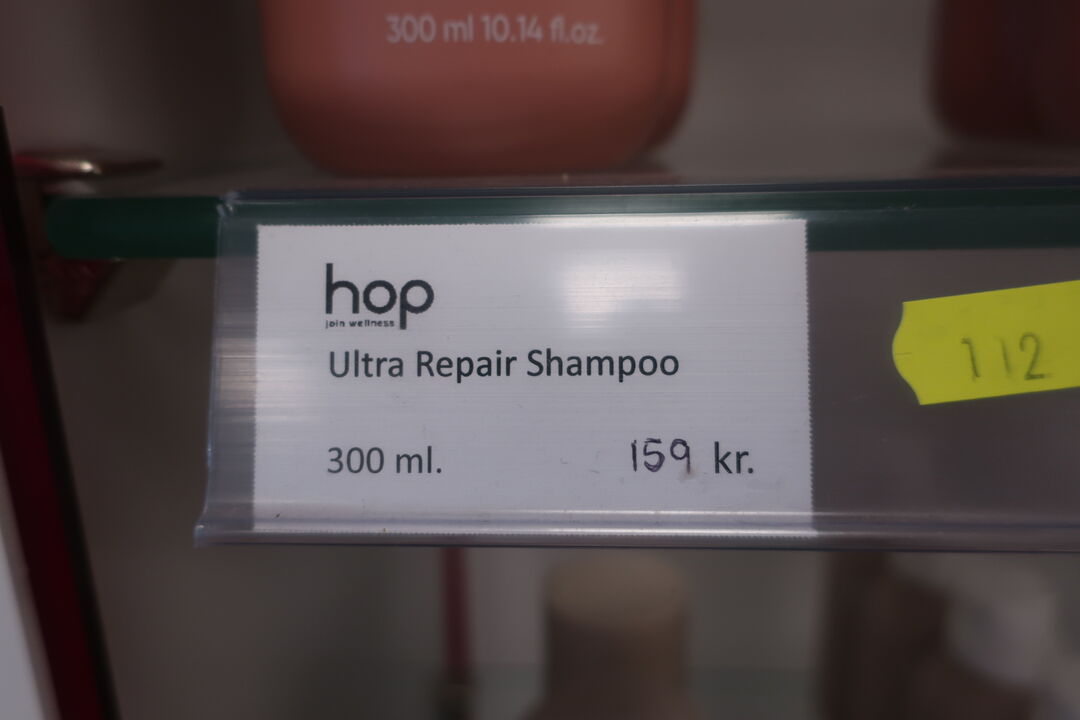 300 ml 10.14 fl.oz.
hop
join wellness
Ultra Repair Shampoo
300 ml. 159 kr.
112